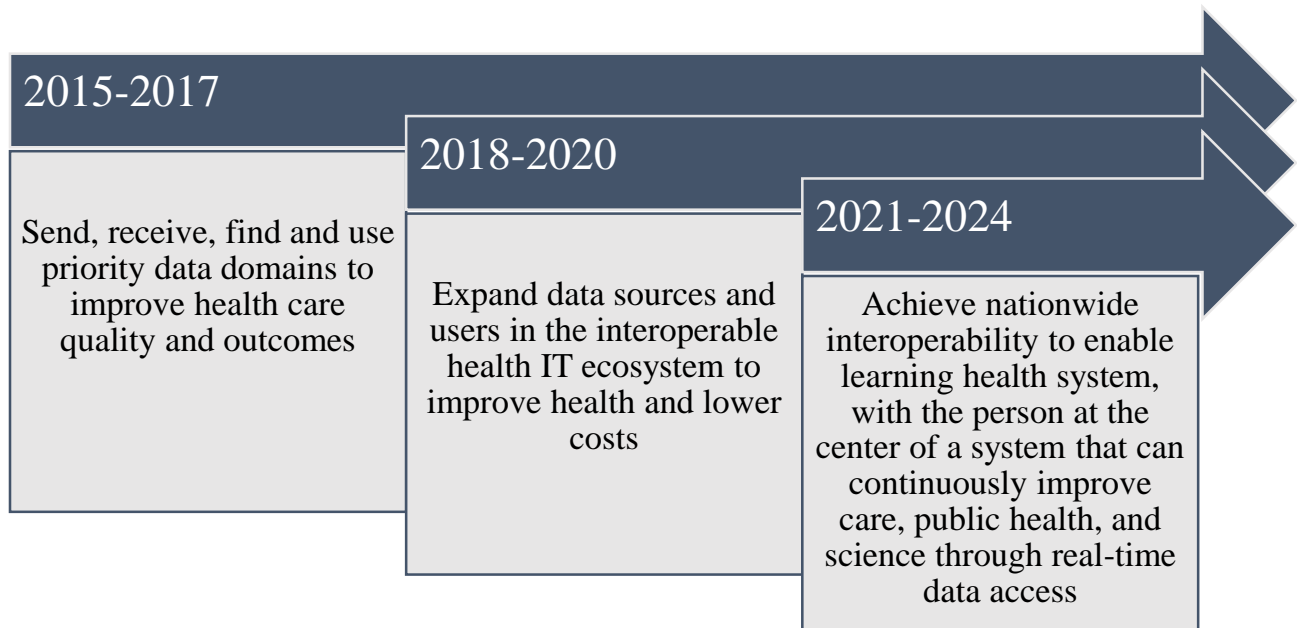 2015-2017
Send, receive, find and use
priority data domains to
improve health care
quality and outcomes
2018-2020
Expand data sources and
users in the interoperable
health IT ecosystem to
improve health and lower
costs
2021-2024
Achieve nationwide
interoperability to enable
learning health system,
with the person at the
center of a system that can
continuously improve
care, public health, and
science through real-time
data access